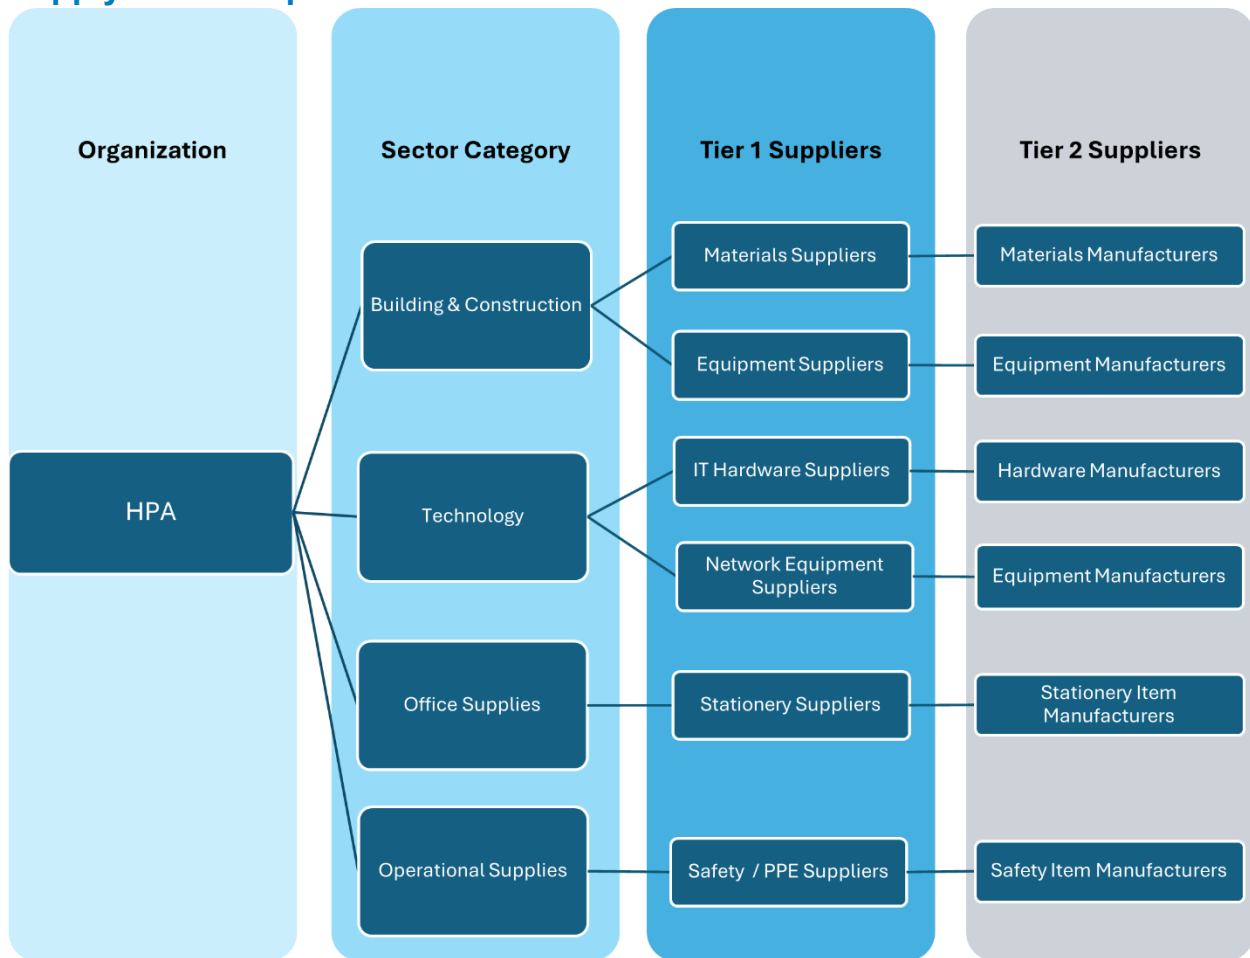 Organization
Sector Category
Tier 1 Suppliers
Tier 2 Suppliers
HPA
Building & Construction
Materials Suppliers
Materials Manufacturers
Equipment Suppliers
Equipment Manufacturers
Technology
IT Hardware Suppliers
Hardware Manufacturers
Network Equipment
Suppliers
Equipment Manufacturers
Office Supplies
Stationery Suppliers
Stationery Item
Manufacturers
Operational Supplies
Safety / PPE Suppliers
Safety Item Manufacturers